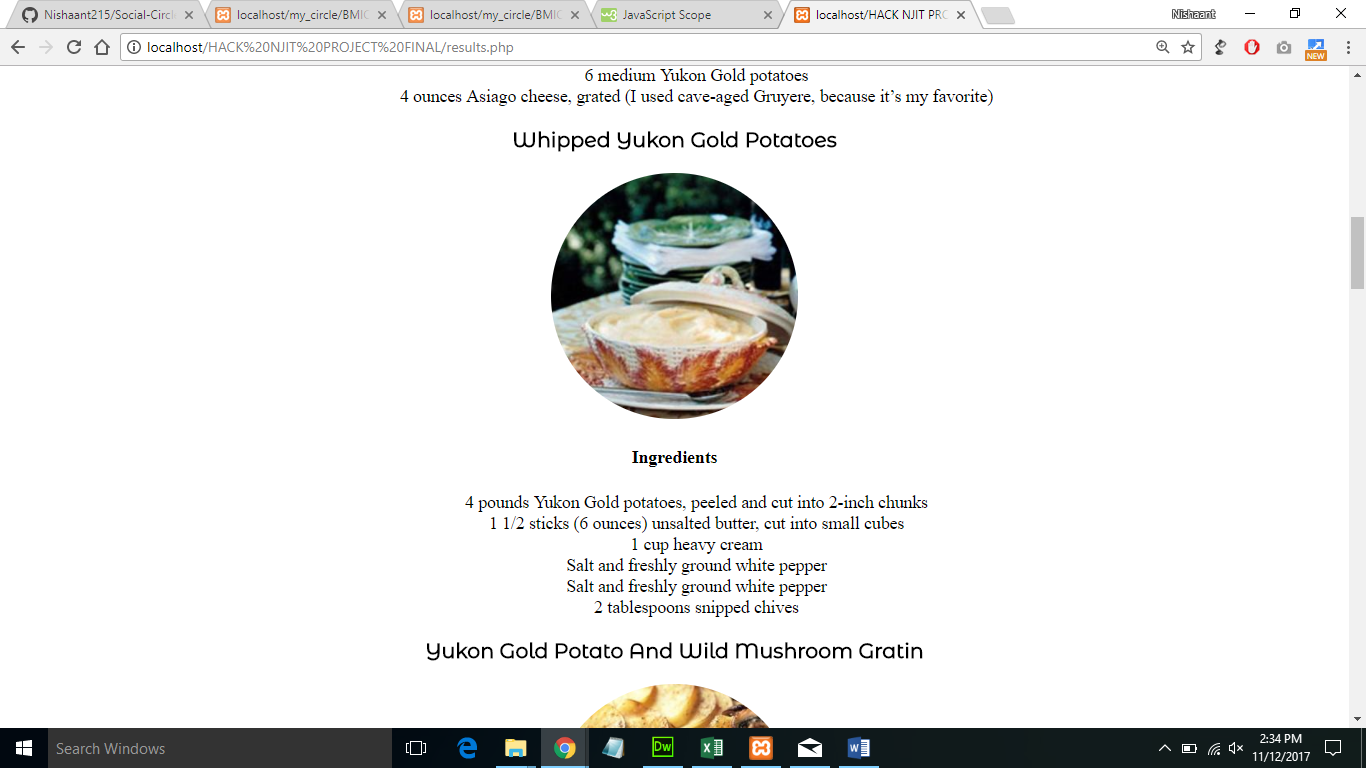 Nishaant215/Social-Circl
localhost/my_circle/BMIC
localhost/my_circle/BMIC
JavaScript Scope
localhost/HACK NJIT PRO
Nishaant
localhost/HACK%20NJIT%20PROJECT%20FINAL/results.php
NEW
6 medium Yukon Gold potatoes
4 ounces Asiago cheese, grated (I used cave-aged Gruyere, because it’s my favorite)
Whipped Yukon Gold Potatoes
Ingredients
4 pounds Yukon Gold potatoes, peeled and cut into 2-inch chunks
1 1/2 sticks (6 ounces) unsalted butter, cut into small cubes
1 cup heavy cream
Salt and freshly ground white pepper
Salt and freshly ground white pepper
2 tablespoons snipped chives
Yukon Gold Potato And Wild Mushroom Gratin
Search Windows
Dw
2:34 PM
11/12/2017